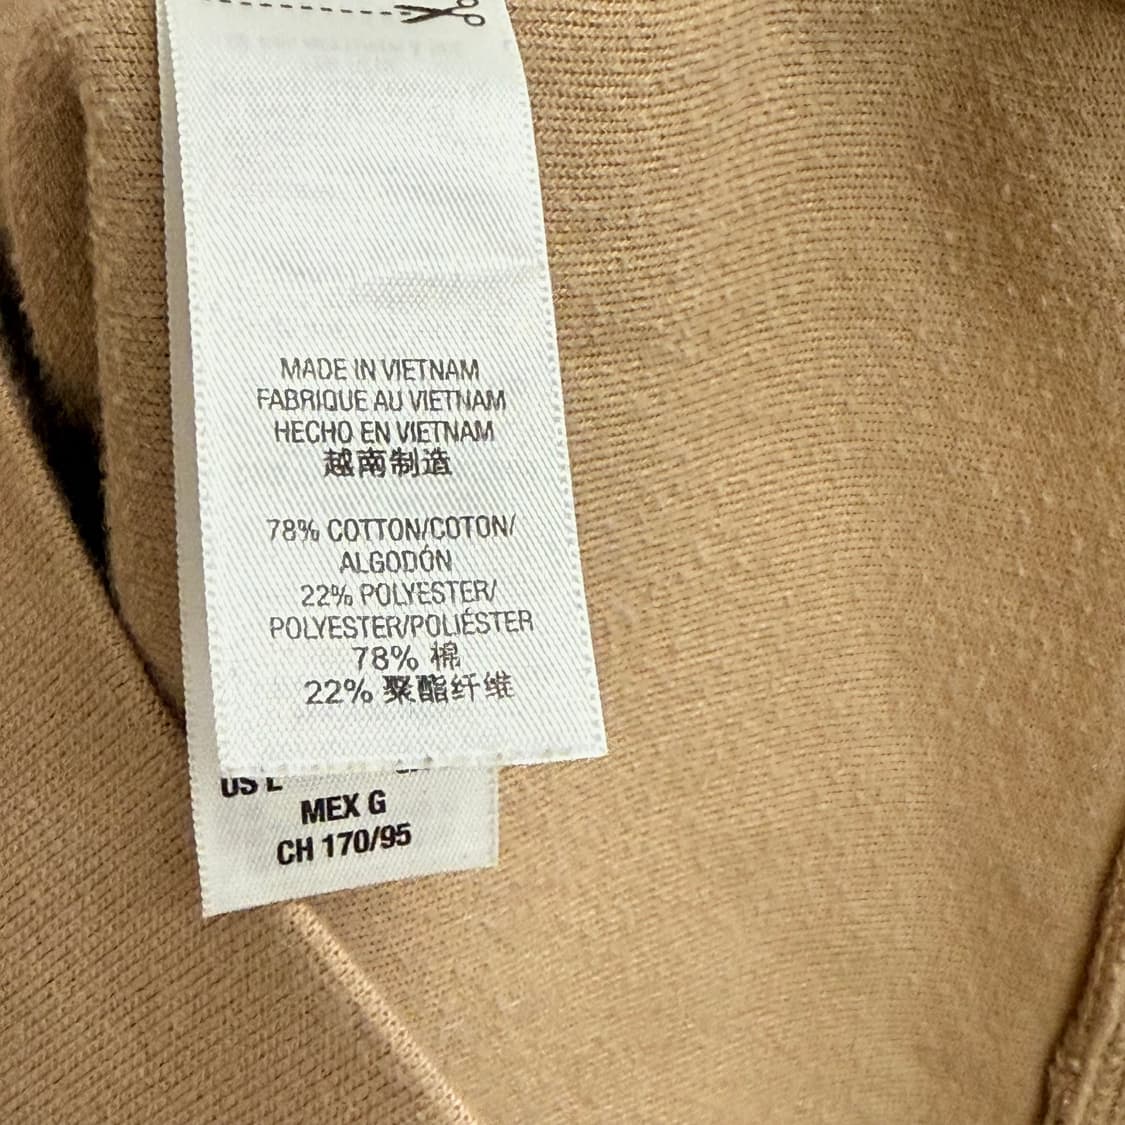 MADE IN VIETNAM
FABRIQUE AU VIETNAM
HECHO EN VIETNAM
越南制造
78% COTTON/COTON/
ALGODÓN
22% POLYESTER/
POLYESTER/POLIÉSTER
78% 棉
22% 聚酯纤维
US L
MEX G
CH 170/95